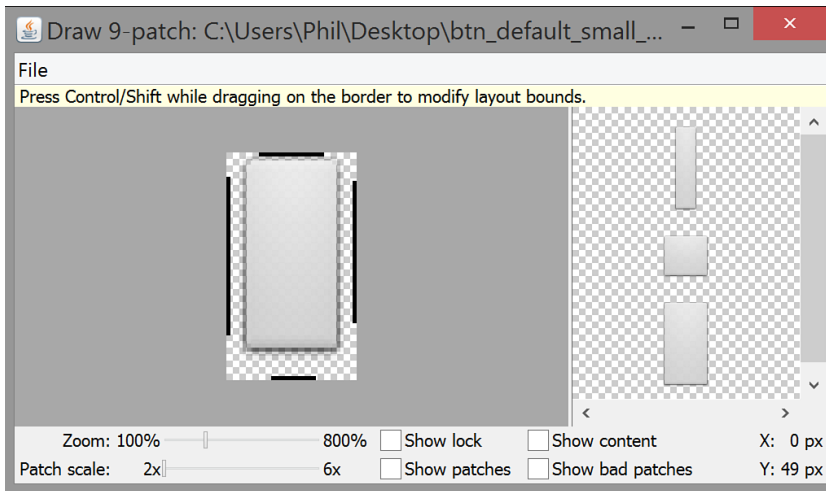 Draw 9-patch: C:\Users\Phil\Desktop\btn_default_small_...
File
Press Control/Shift while dragging on the border to modify layout bounds.
Zoom: 100% 800% Show lock Show content X: 0 px
Patch scale: 2x 6x Show patches Show bad patches Y: 49 px